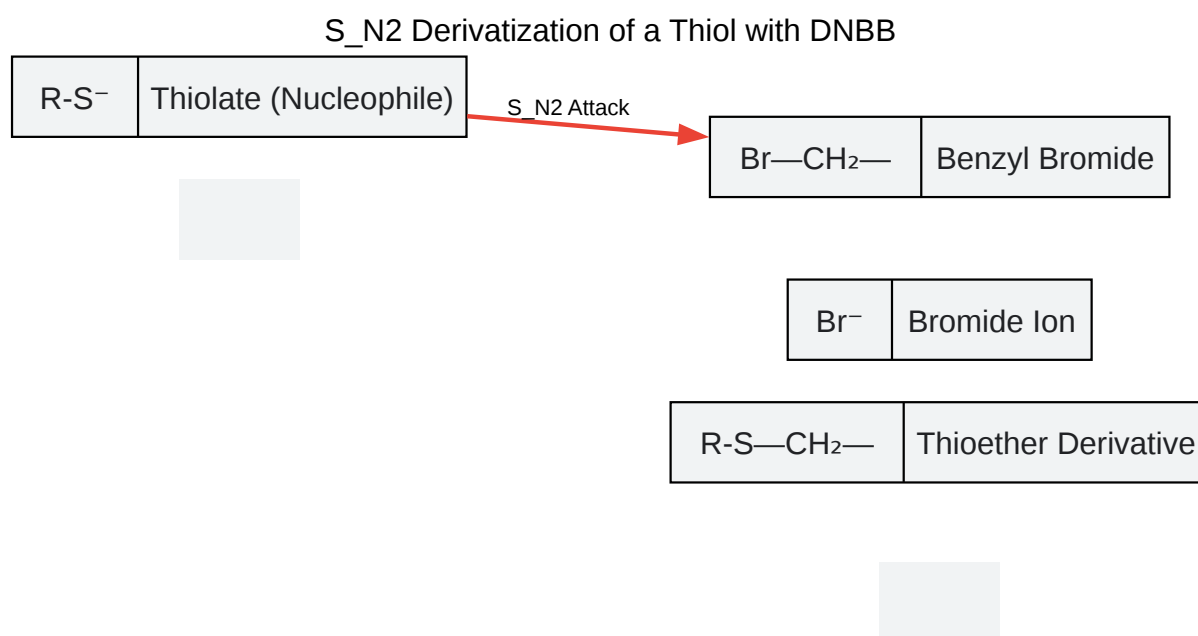 S_N2 Derivatization of a Thiol with DNBB
R-S⁻ Thiolate (Nucleophile)
S_N2 Attack
Br—CH₂— Benzyl Bromide
Br⁻ Bromide Ion
R-S—CH₂— Thioether Derivative